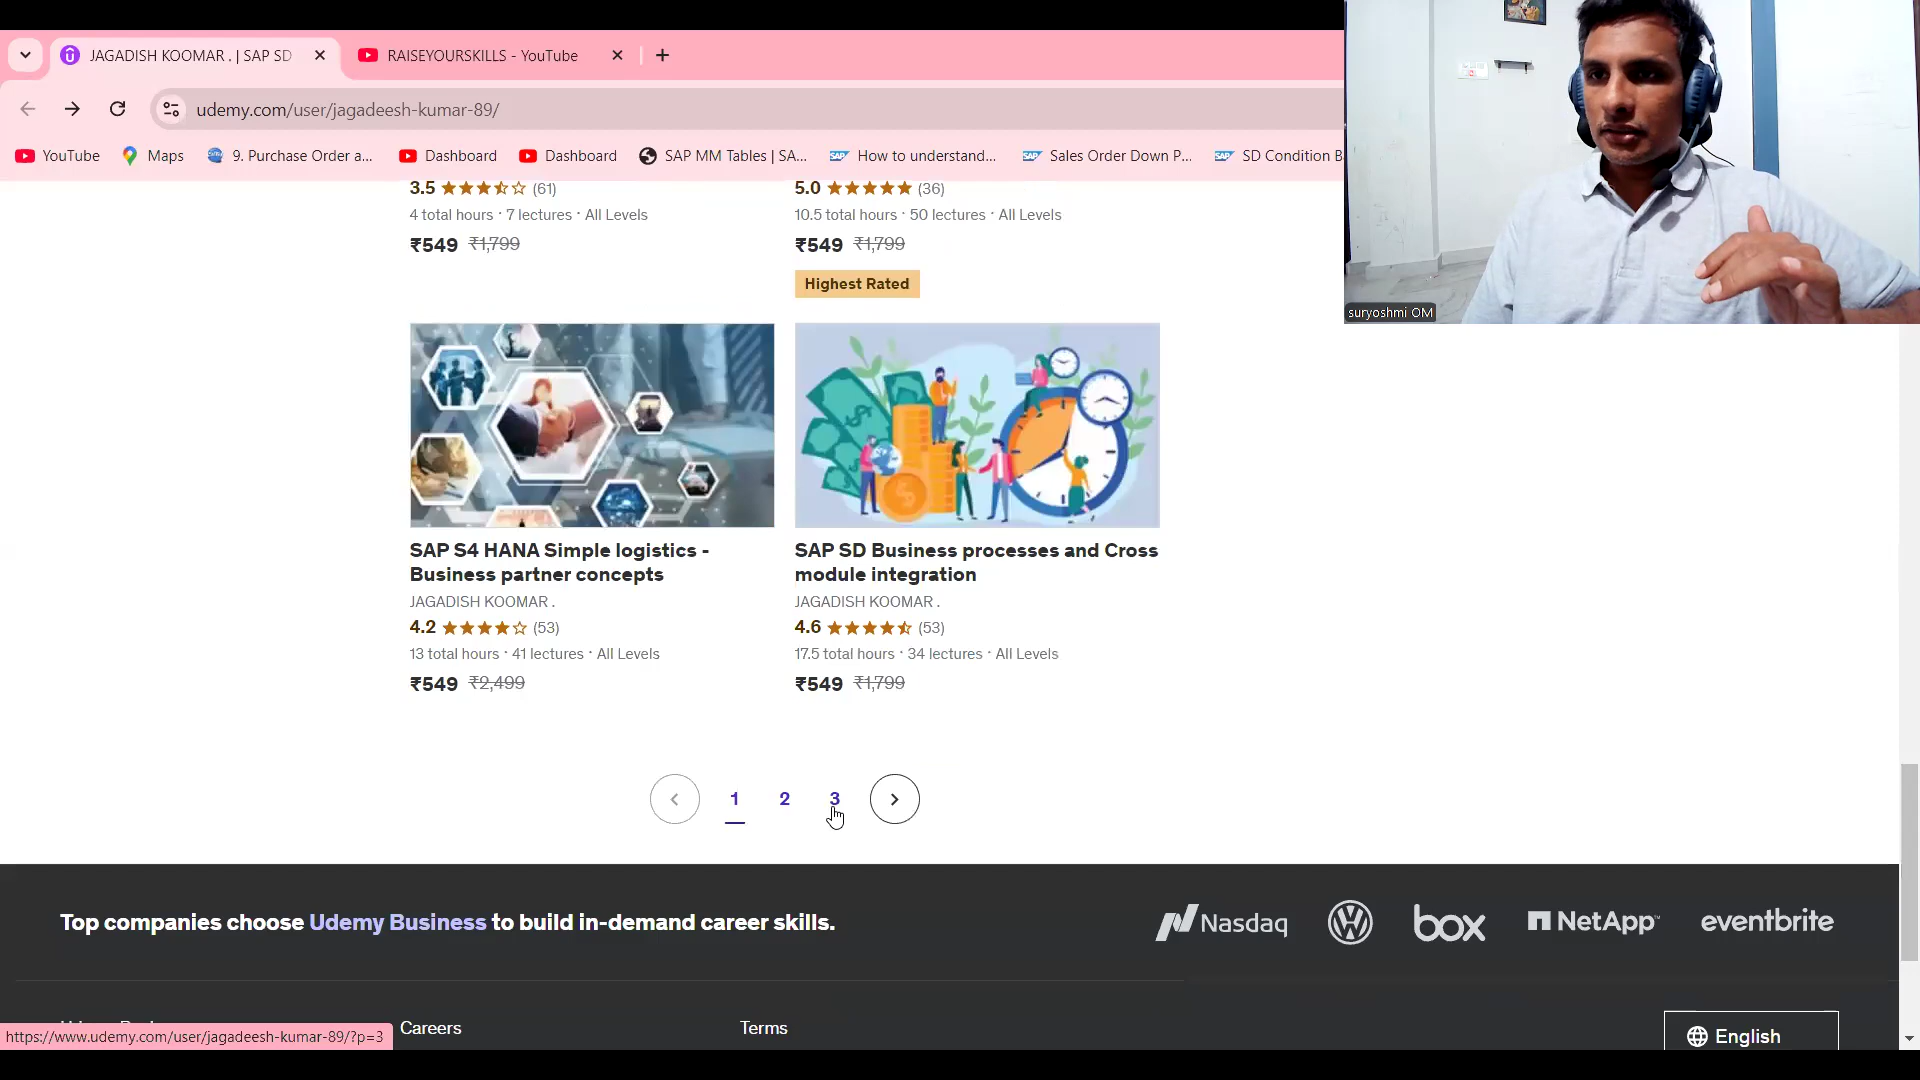 JAGADISH KOOMAR . | SAP SD
RAISEYOURSKILLS - YouTube
udemy.com/user/jagadeesh-kumar-89/
YouTube
Maps
9. Purchase Order a...
Dashboard
Dashboard
SAP MM Tables | SA...
How to understand...
Sales Order Down P...
SD Condition B
suryoshmi OM
3.5 (61)
4 total hours · 7 lectures · All Levels
₹549 ₹1,799
5.0 (36)
10.5 total hours · 50 lectures · All Levels
₹549 ₹1,799
Highest Rated
SAP S4 HANA Simple logistics -
Business partner concepts
JAGADISH KOOMAR .
4.2 (53)
13 total hours · 41 lectures · All Levels
₹549 ₹2,499
SAP SD Business processes and Cross
module integration
JAGADISH KOOMAR .
4.6 (53)
17.5 total hours · 34 lectures · All Levels
₹549 ₹1,799
1 2 3
Top companies choose Udemy Business to build in-demand career skills.
Nasdaq
box
NetApp
eventbrite
Careers
Terms
English
https://www.udemy.com/user/jagadeesh-kumar-89/?p=3